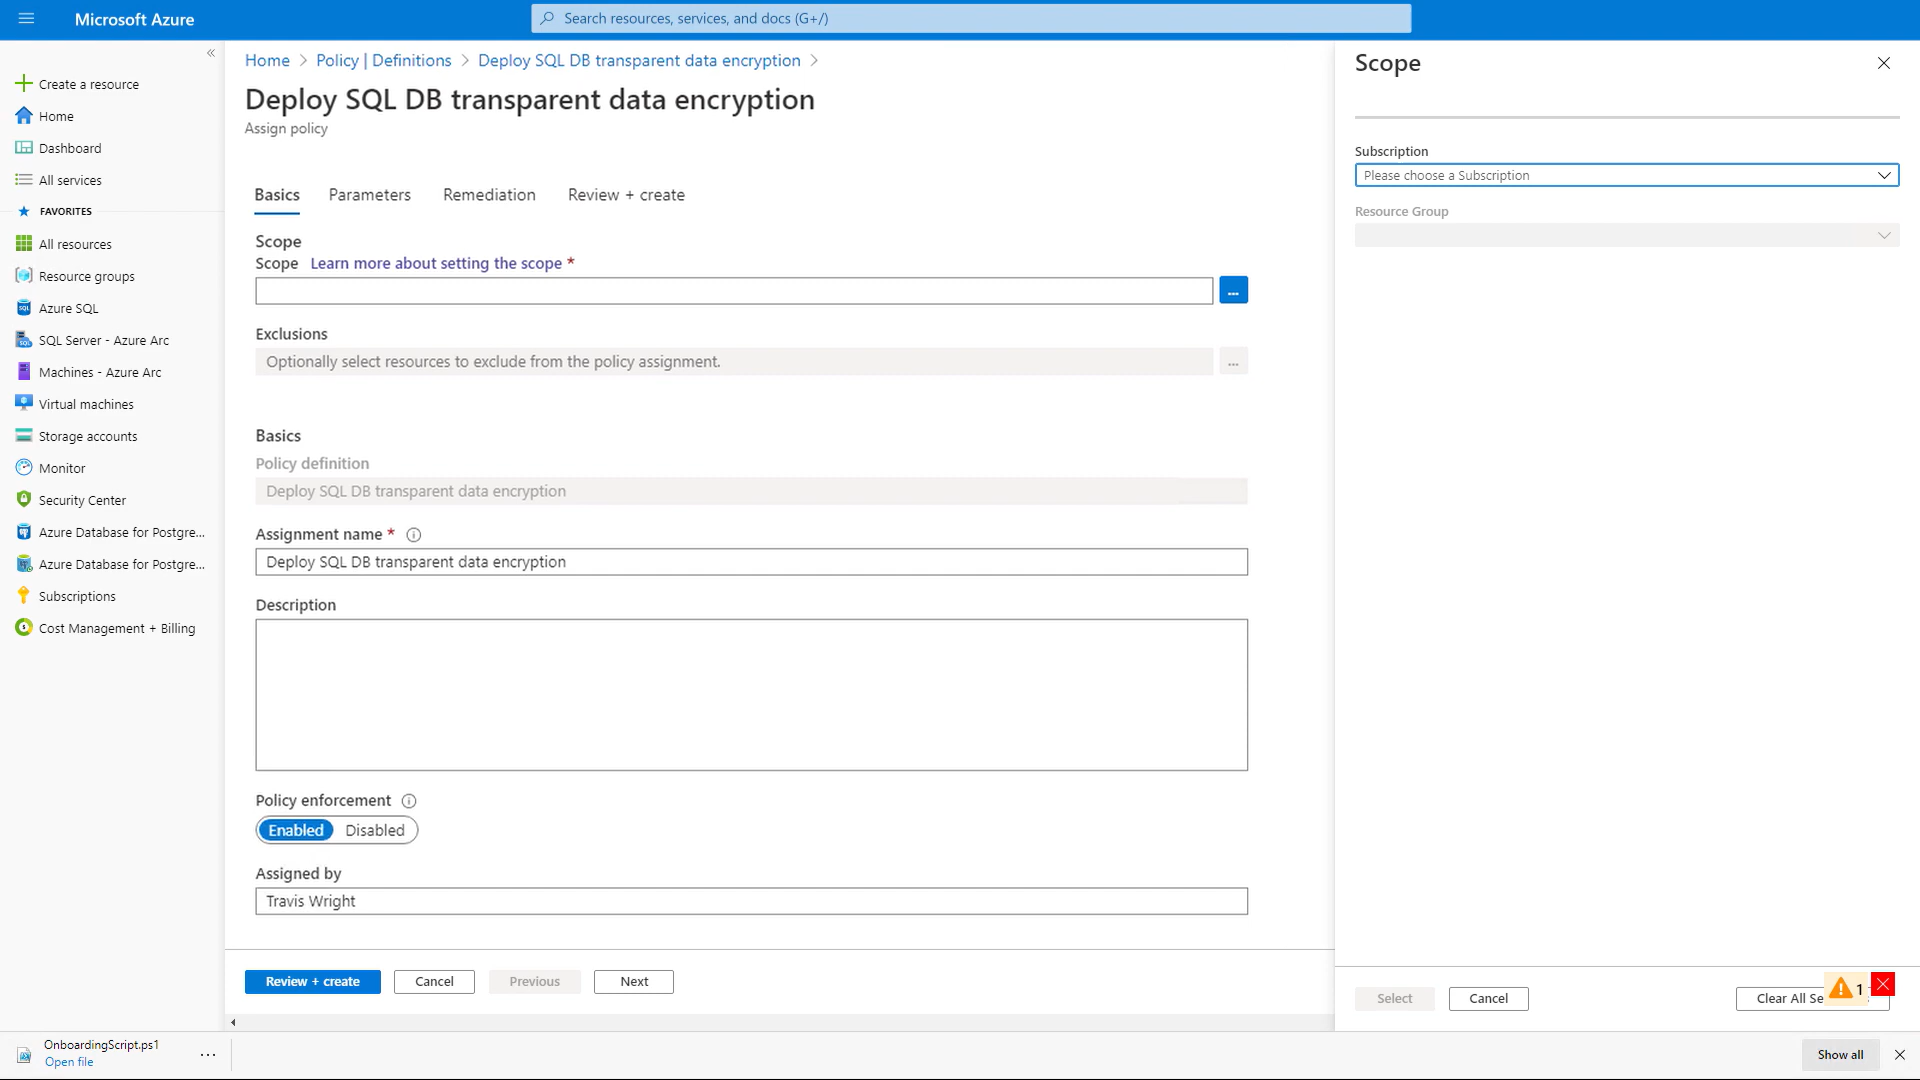 Microsoft Azure
Search resources, services, and docs (G+/)
Create a resource
Home
Dashboard
All services
FAVORITES
All resources
Resource groups
Azure SQL
SQL Server - Azure Arc
Machines - Azure Arc
Virtual machines
Storage accounts
Monitor
Security Center
Azure Database for Postgre...
Azure Database for Postgre...
Subscriptions
Cost Management + Billing
Home > Policy | Definitions > Deploy SQL DB transparent data encryption >
Deploy SQL DB transparent data encryption
Assign policy
Basics Parameters Remediation Review + create
Scope
Scope Learn more about setting the scope *
...
Exclusions
Optionally select resources to exclude from the policy assignment.
...
Basics
Policy definition
Deploy SQL DB transparent data encryption
Assignment name *
Deploy SQL DB transparent data encryption
Description
Policy enforcement
Enabled Disabled
Assigned by
Travis Wright
Review + create Cancel Previous Next
Scope
Subscription
Please choose a Subscription
Resource Group
Select Cancel Clear All Se
1
OnboardingScript.ps1
Open file
...
Show all